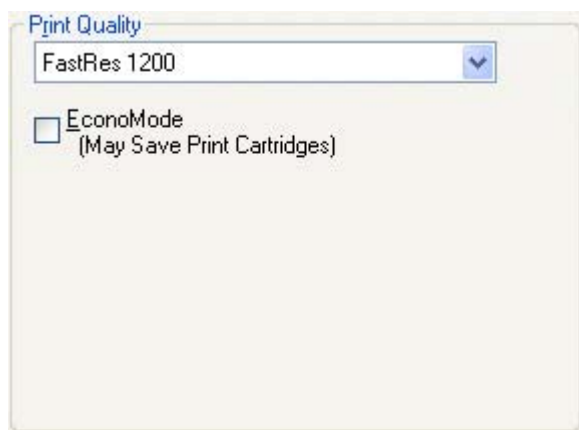 Print Quality
FastRes 1200
EconoMode
(May Save Print Cartridges)